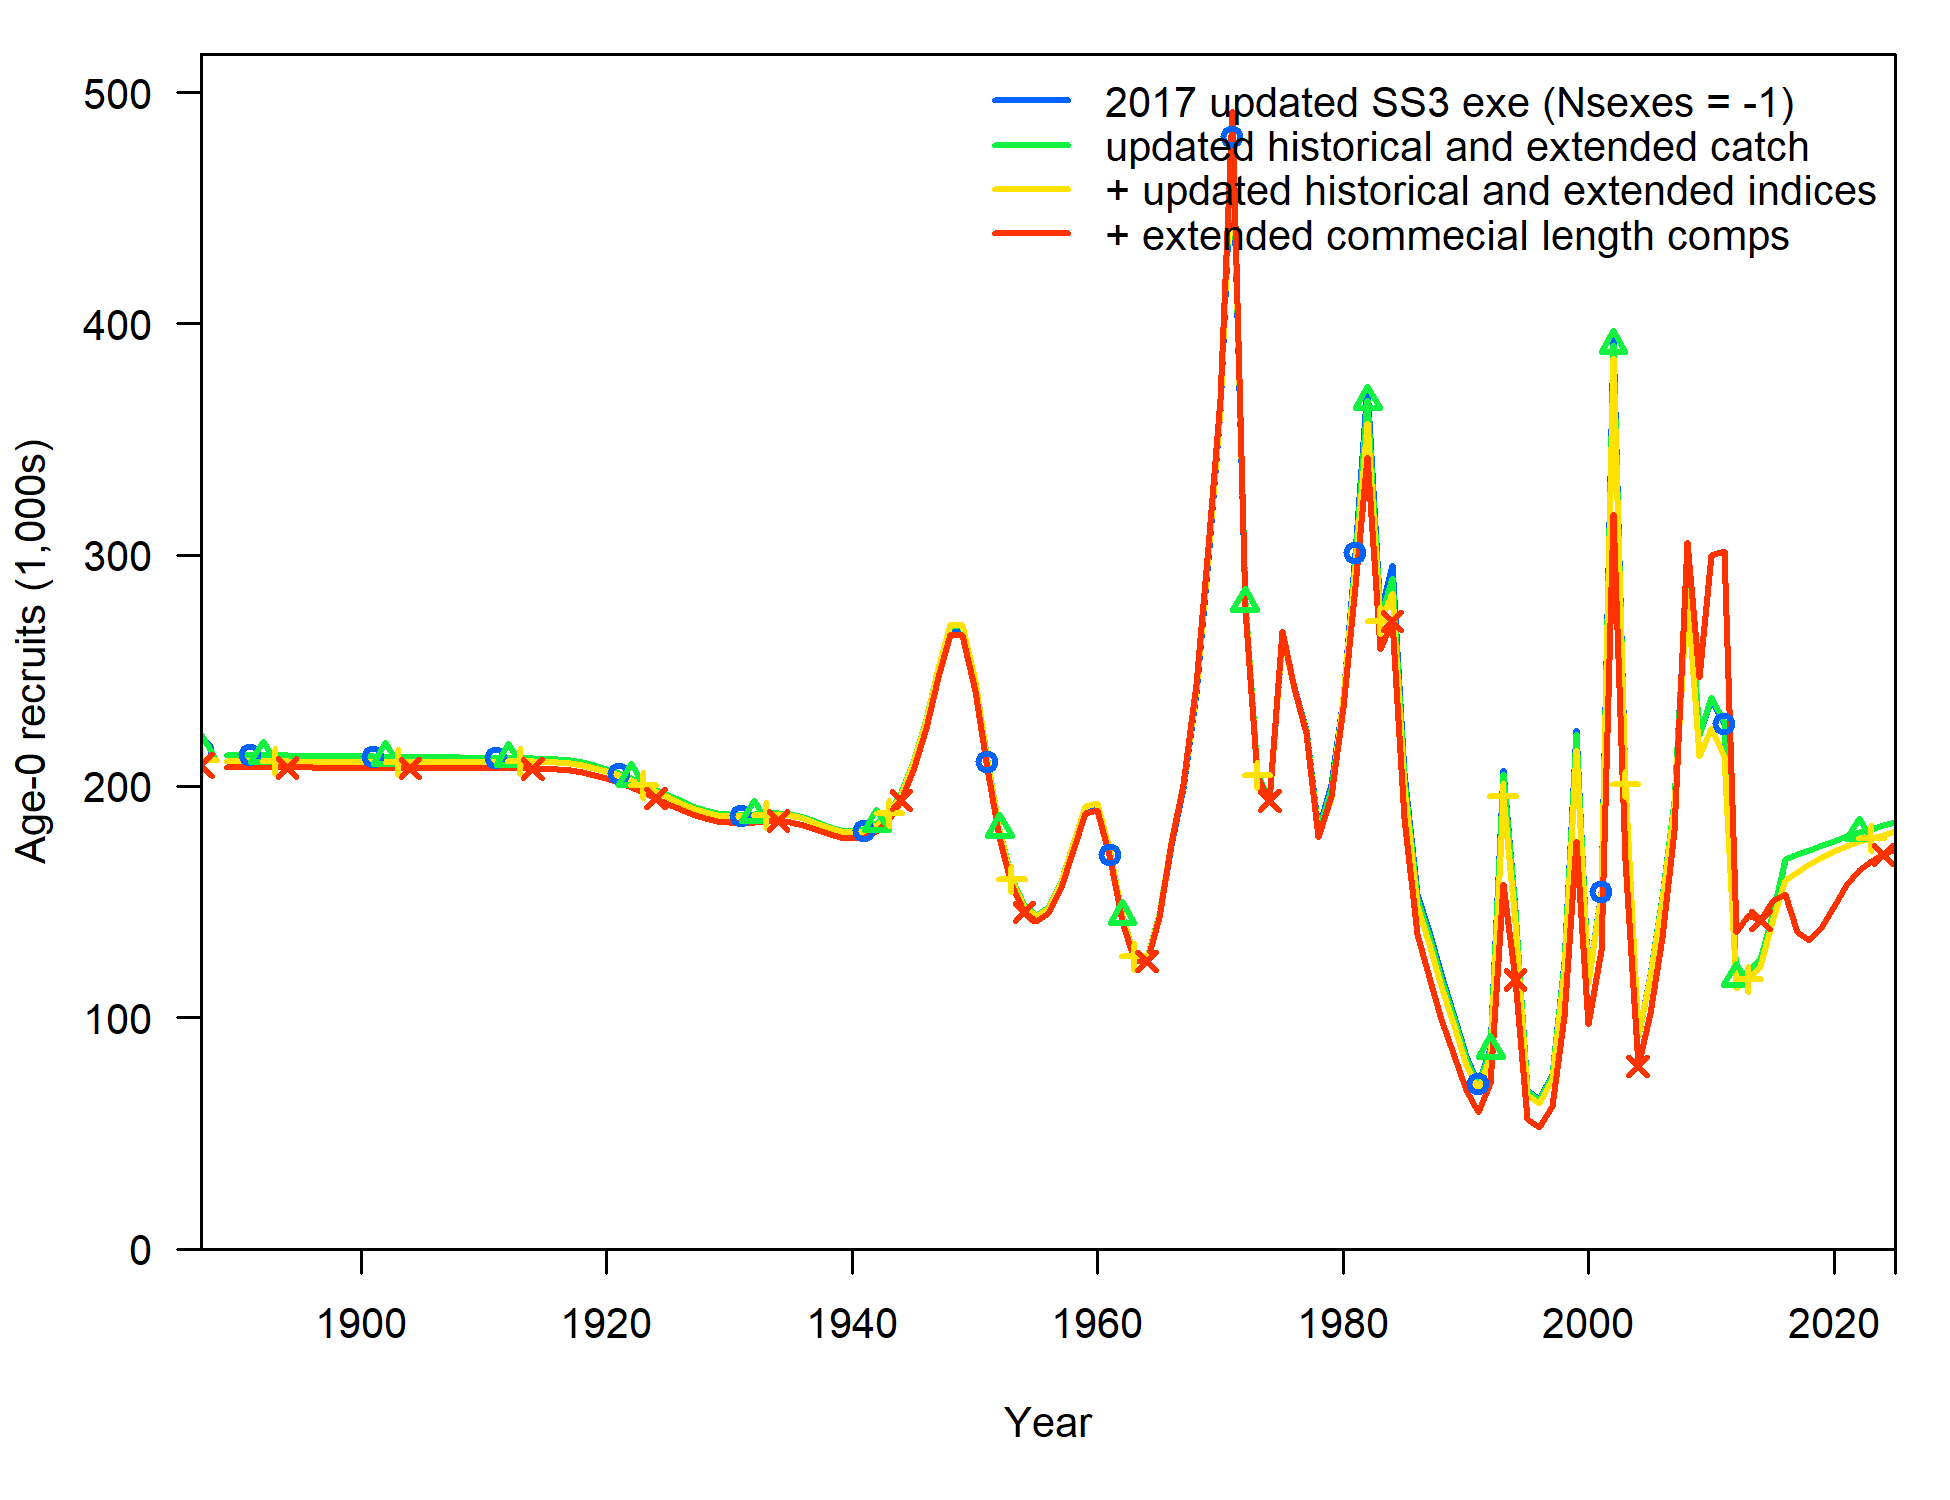 2017 updated SS3 exe (Nsexes = -1)
updated historical and extended catch
+ updated historical and extended indices
+ extended commecial length comps
500
400
300
200
100
0
Age-0 recruits (1,000s)
1900 1920 1940 1960 1980 2000 2020
Year